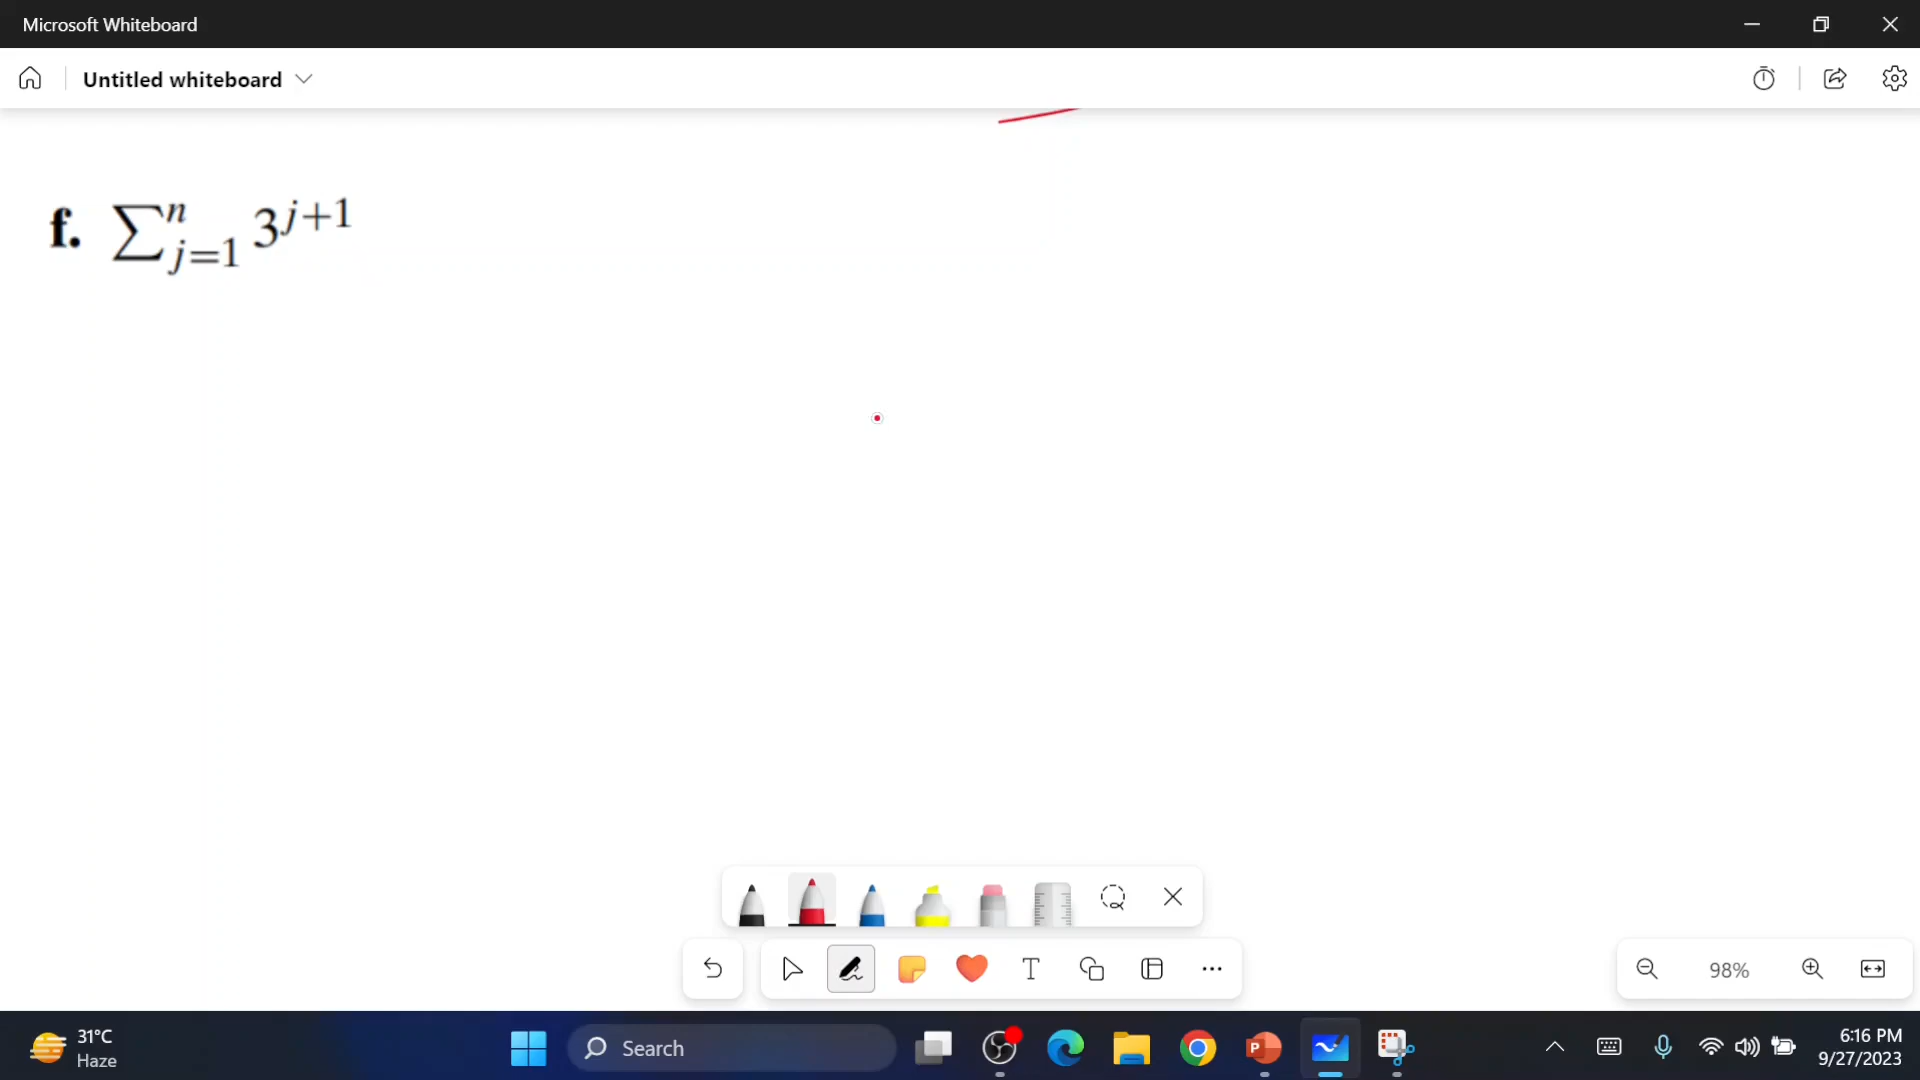 Microsoft Whiteboard
Untitled whiteboard
f. ∑ⁿⱼ₌₁ 3ʲ⁺¹
98%
31°C
Haze
Search
6:16 PM
9/27/2023